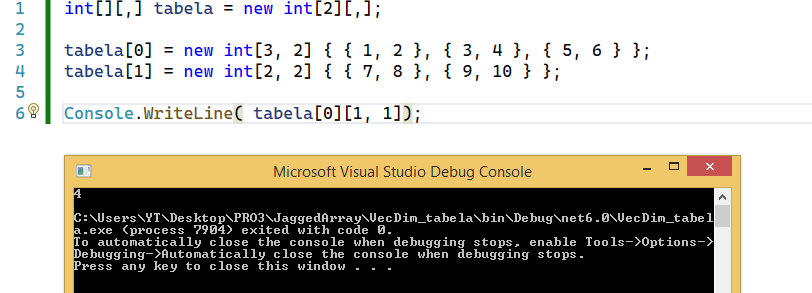 1 int[][,] tabela = new int[2][,];
2
3 tabela[0] = new int[3, 2] { { 1, 2 }, { 3, 4 }, { 5, 6 } };
4 tabela[1] = new int[2, 2] { { 7, 8 }, { 9, 10 } };
5
6 Console.WriteLine( tabela[0][1, 1]);
Microsoft Visual Studio Debug Console
4
C:\Users\YT\Desktop\PRO3\JaggedArray\VecDim_tabela\bin\Debug\net6.0\VecDim_tabel
a.exe (process 7904) exited with code 0.
To automatically close the console when debugging stops, enable Tools->Options->
Debugging->Automatically close the console when debugging stops.
Press any key to close this window . . .